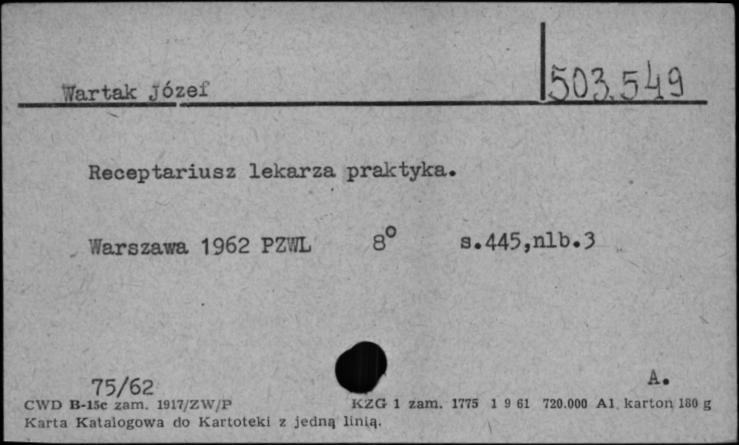 Wartak Józef 503.549
Receptariusz lekarza praktyka.
Warszawa 1962 PZWL 8° s.445,nlb.3
75/62 A.
CWD B-15c zam. 1917/ZW/P KZG 1 zam. 1775 1 9 61 720.000 A1 karton 180 g
Karta Katalogowa do Kartoteki z jedną linią.